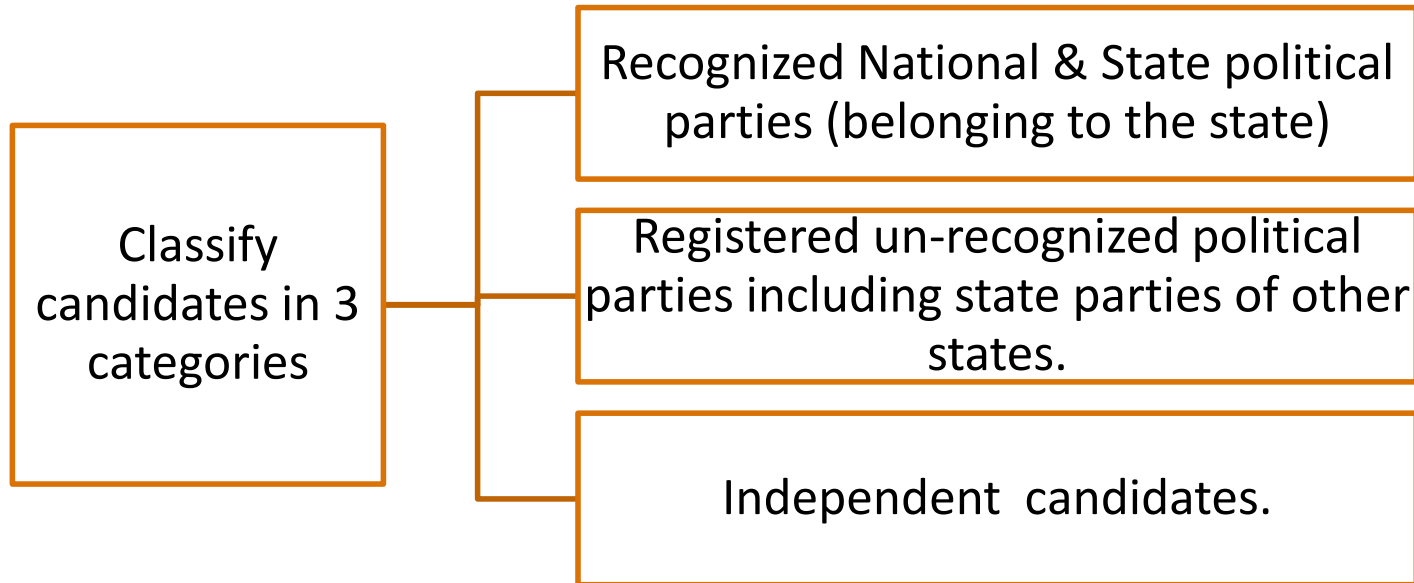 Classify
candidates in 3
categories
Recognized National & State political
parties (belonging to the state)
Registered un-recognized political
parties including state parties of other
states.
Independent  candidates.